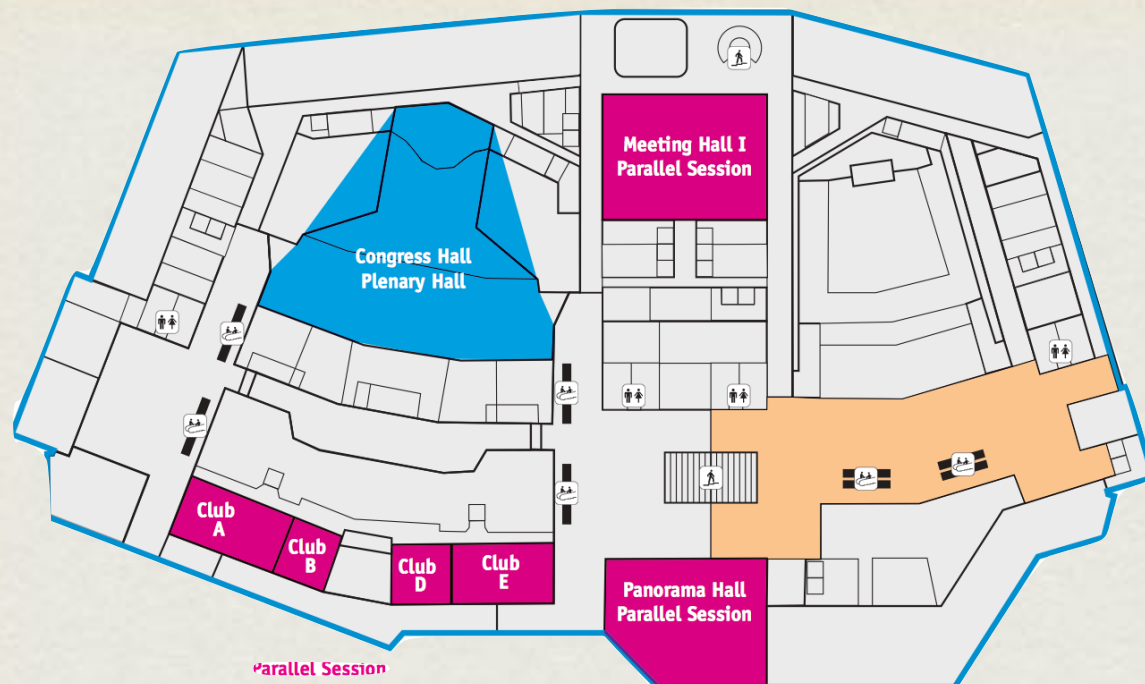 Meeting Hall I
Parallel Session
Congress Hall
Plenary Hall
Club
A
Club
B
Club
D
Club
E
Panorama Hall
Parallel Session
Parallel Session